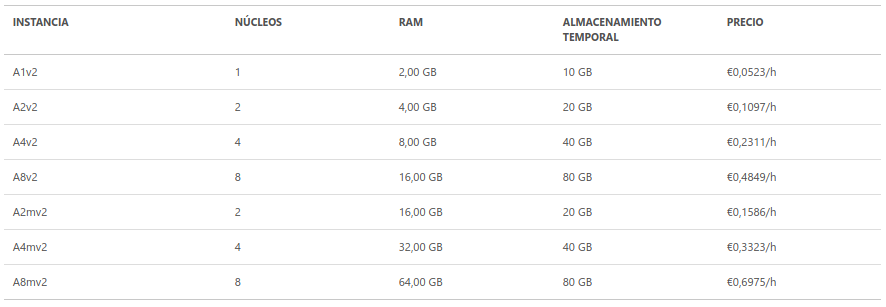 INSTANCIA NÚCLEOS RAM ALMACENAMIENTO TEMPORAL PRECIO
A1v2 1 2,00 GB 10 GB €0,0523/h
A2v2 2 4,00 GB 20 GB €0,1097/h
A4v2 4 8,00 GB 40 GB €0,2311/h
A8v2 8 16,00 GB 80 GB €0,4849/h
A2mv2 2 16,00 GB 20 GB €0,1586/h
A4mv2 4 32,00 GB 40 GB €0,3323/h
A8mv2 8 64,00 GB 80 GB €0,6975/h